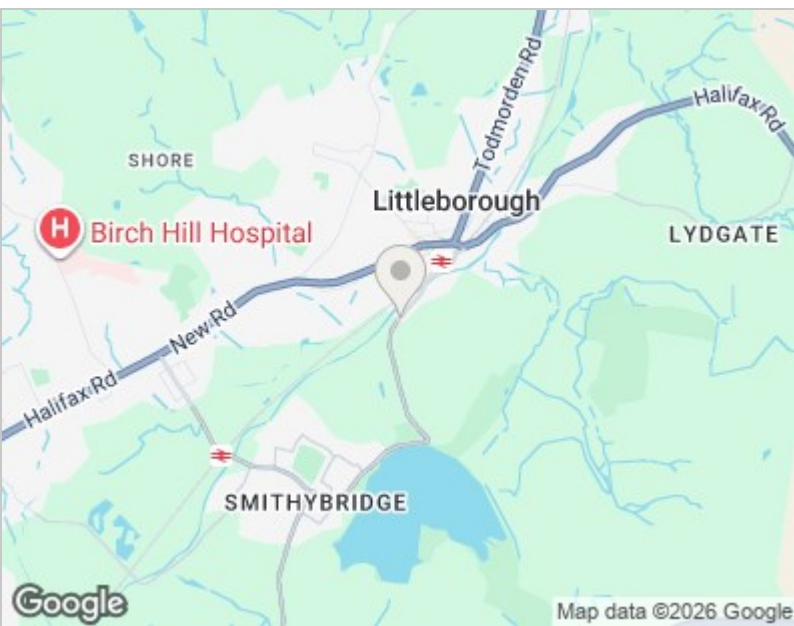 Todmorden Rd
Halifax Rd
SHORE
Littleborough
H
Birch Hill Hospital
LYDGATE
New Rd
Halifax Rd
SMITHYBRIDGE
Google
Map data ©2026 Google